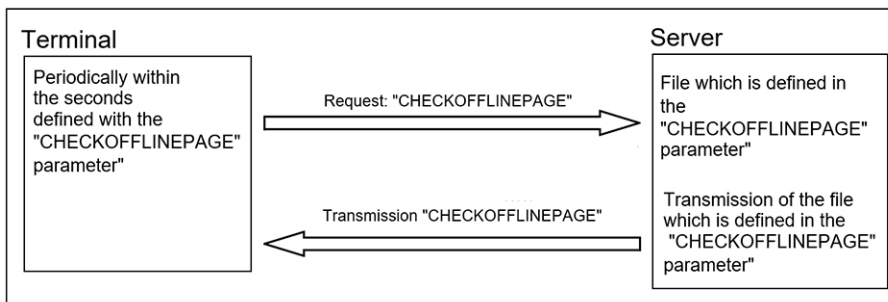 Terminal
Periodically within
the seconds
defined with the
"CHECKOFFLINEPAGE"
parameter"
Request: "CHECKOFFLINEPAGE"
Transmission "CHECKOFFLINEPAGE"
Server
File which is defined in
the
"CHECKOFFLINEPAGE"
parameter"
Transmission of the file
which is defined in the
"CHECKOFFLINEPAGE"
parameter"